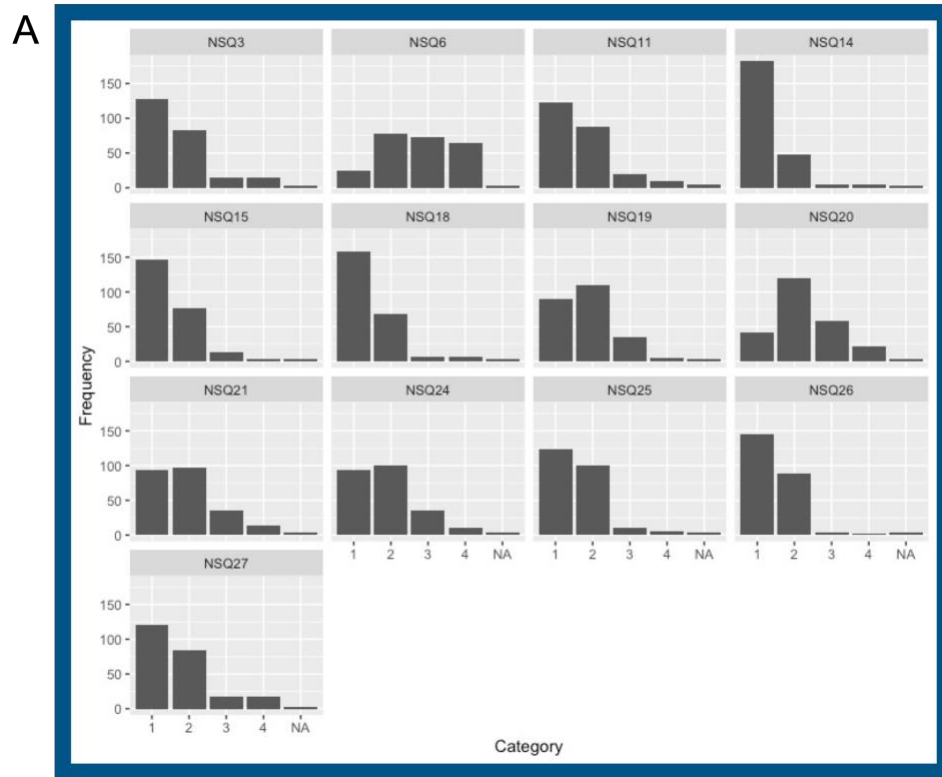 A
NSQ3 NSQ6 NSQ11 NSQ14
150
100
50
0
NSQ15 NSQ18 NSQ19 NSQ20
150
100
50
0
Frequency
NSQ21 NSQ24 NSQ25 NSQ26
150
100
50
0
1 2 3 4 NA 1 2 3 4 NA 1 2 3 4 NA
NSQ27
150
100
50
0
1 2 3 4 NA
Category